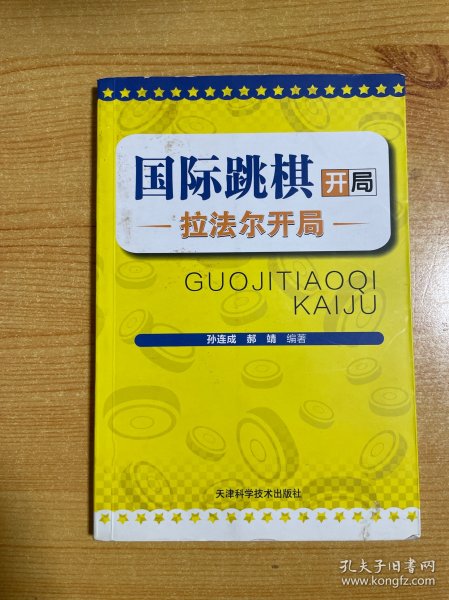 国际跳棋开局
拉法尔开局
GUOJITIAOQI
KAIJU
孙连成 郝 婧 编著
天津科学技术出版社
孔夫子旧书网
www.kongfz.com